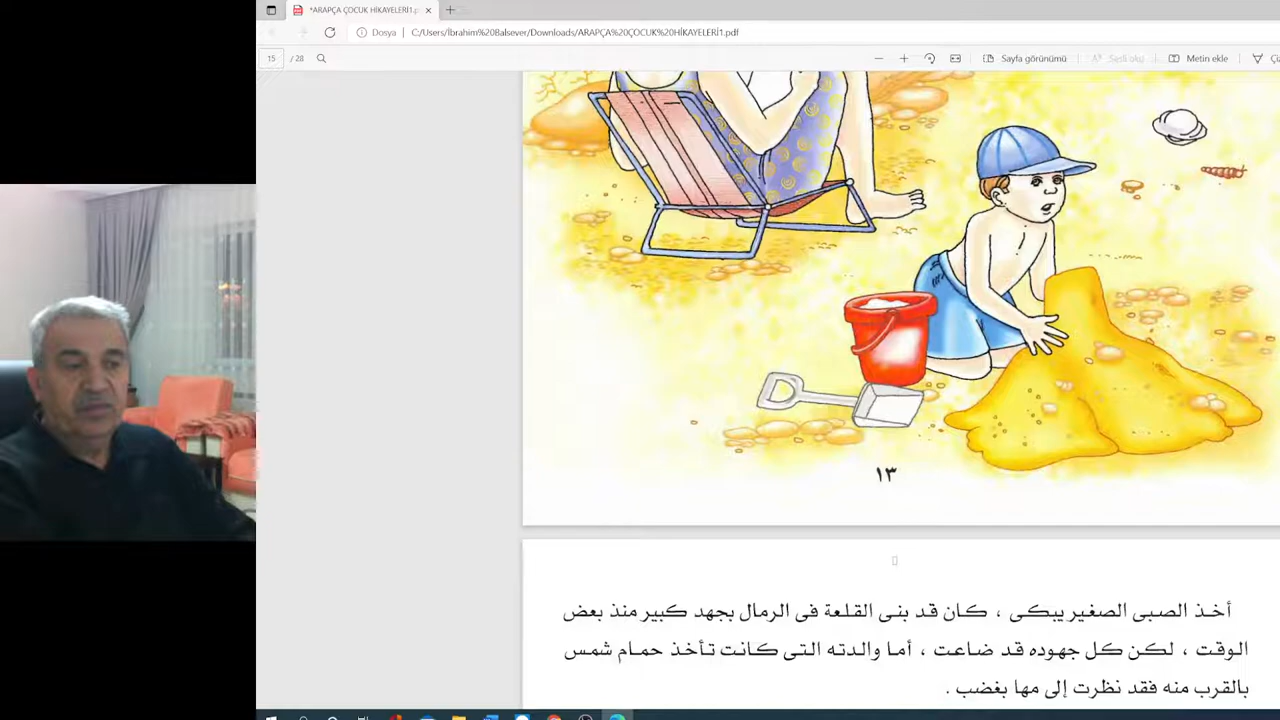 *ARAPÇA ÇOCUK HİKAYELERİ1.p
Dosya
C:/Users/İbrahim%20Balsever/Downloads/ARAPÇA%20ÇOCUK%20HİKAYELERİ1.pdf
15 / 28
Sayfa görünümü
Sesli oku
Metin ekle
Çiz
١٣
أخذ الصبى الصغير يبكى ، كان قد بنى القلعة فى الرمال بجهد كبير منذ بعض
الوقت ، لكن كل جهوده قد ضاعت ، أما والدته التى كانت تأخذ حمام شمس
بالقرب منه فقد نظرت إلى مها بغضب .